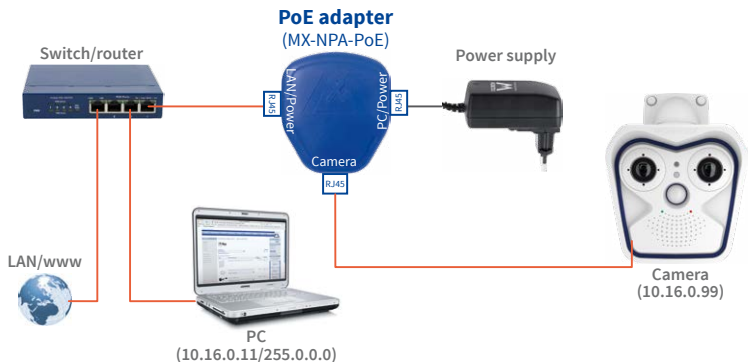 PoE adapter
(MX-NPA-PoE)
Switch/router
Power supply
LAN/Power
PC/Power
RJ45
RJ45
Camera
RJ45
LAN/www
PC
(10.16.0.11/255.0.0.0)
Camera
(10.16.0.99)